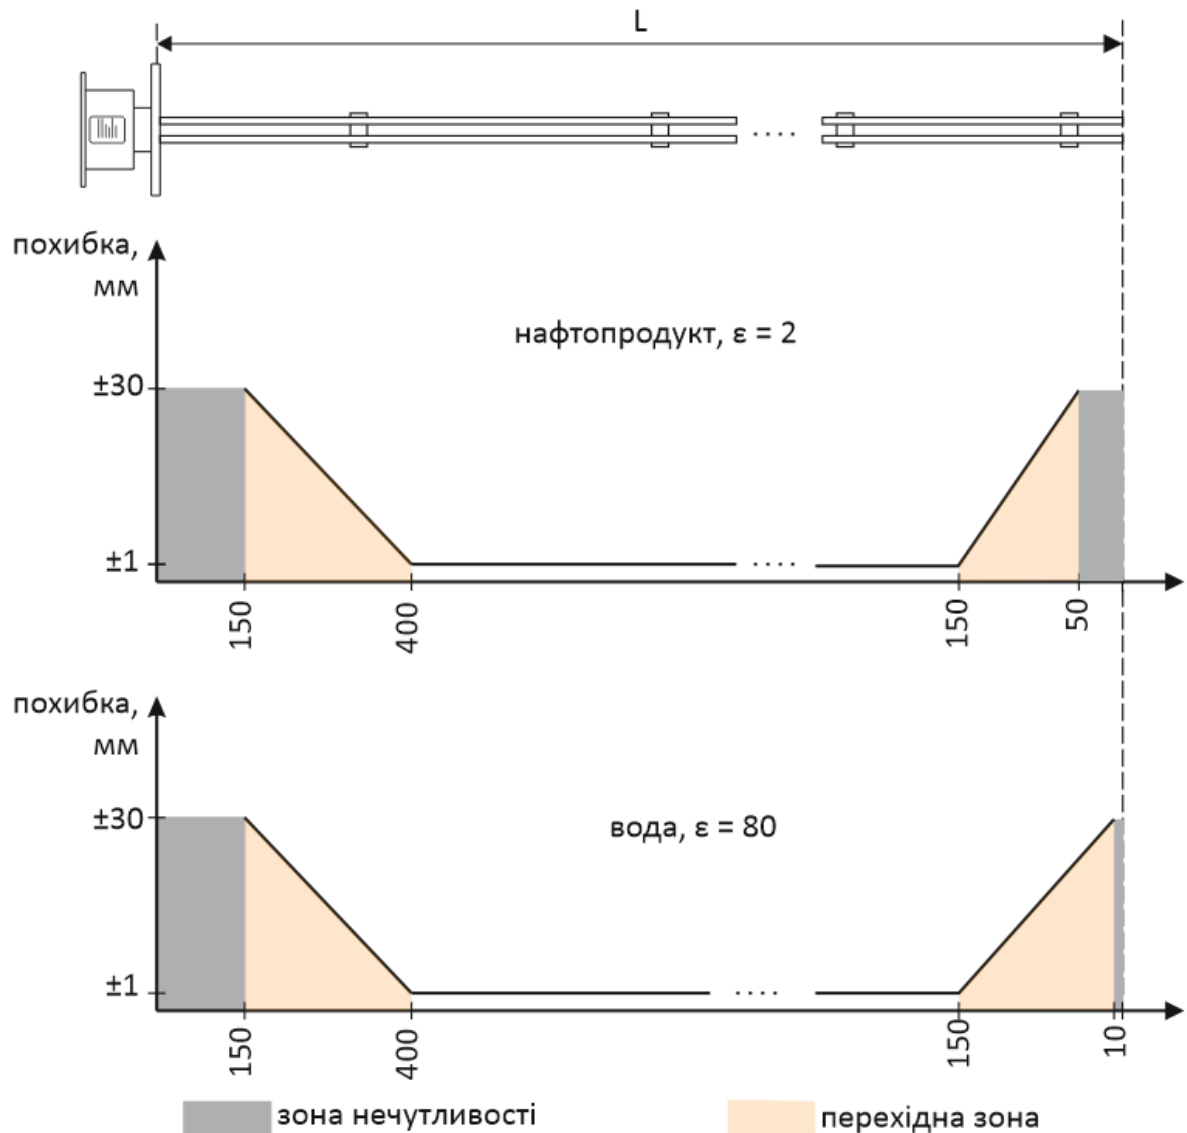 L
похибка,
мм
нафтопродукт, ε = 2
±30
±1
150
400
150
50
похибка,
мм
±30
вода, ε = 80
±1
150
400
150
10
зона нечутливості
перехідна зона